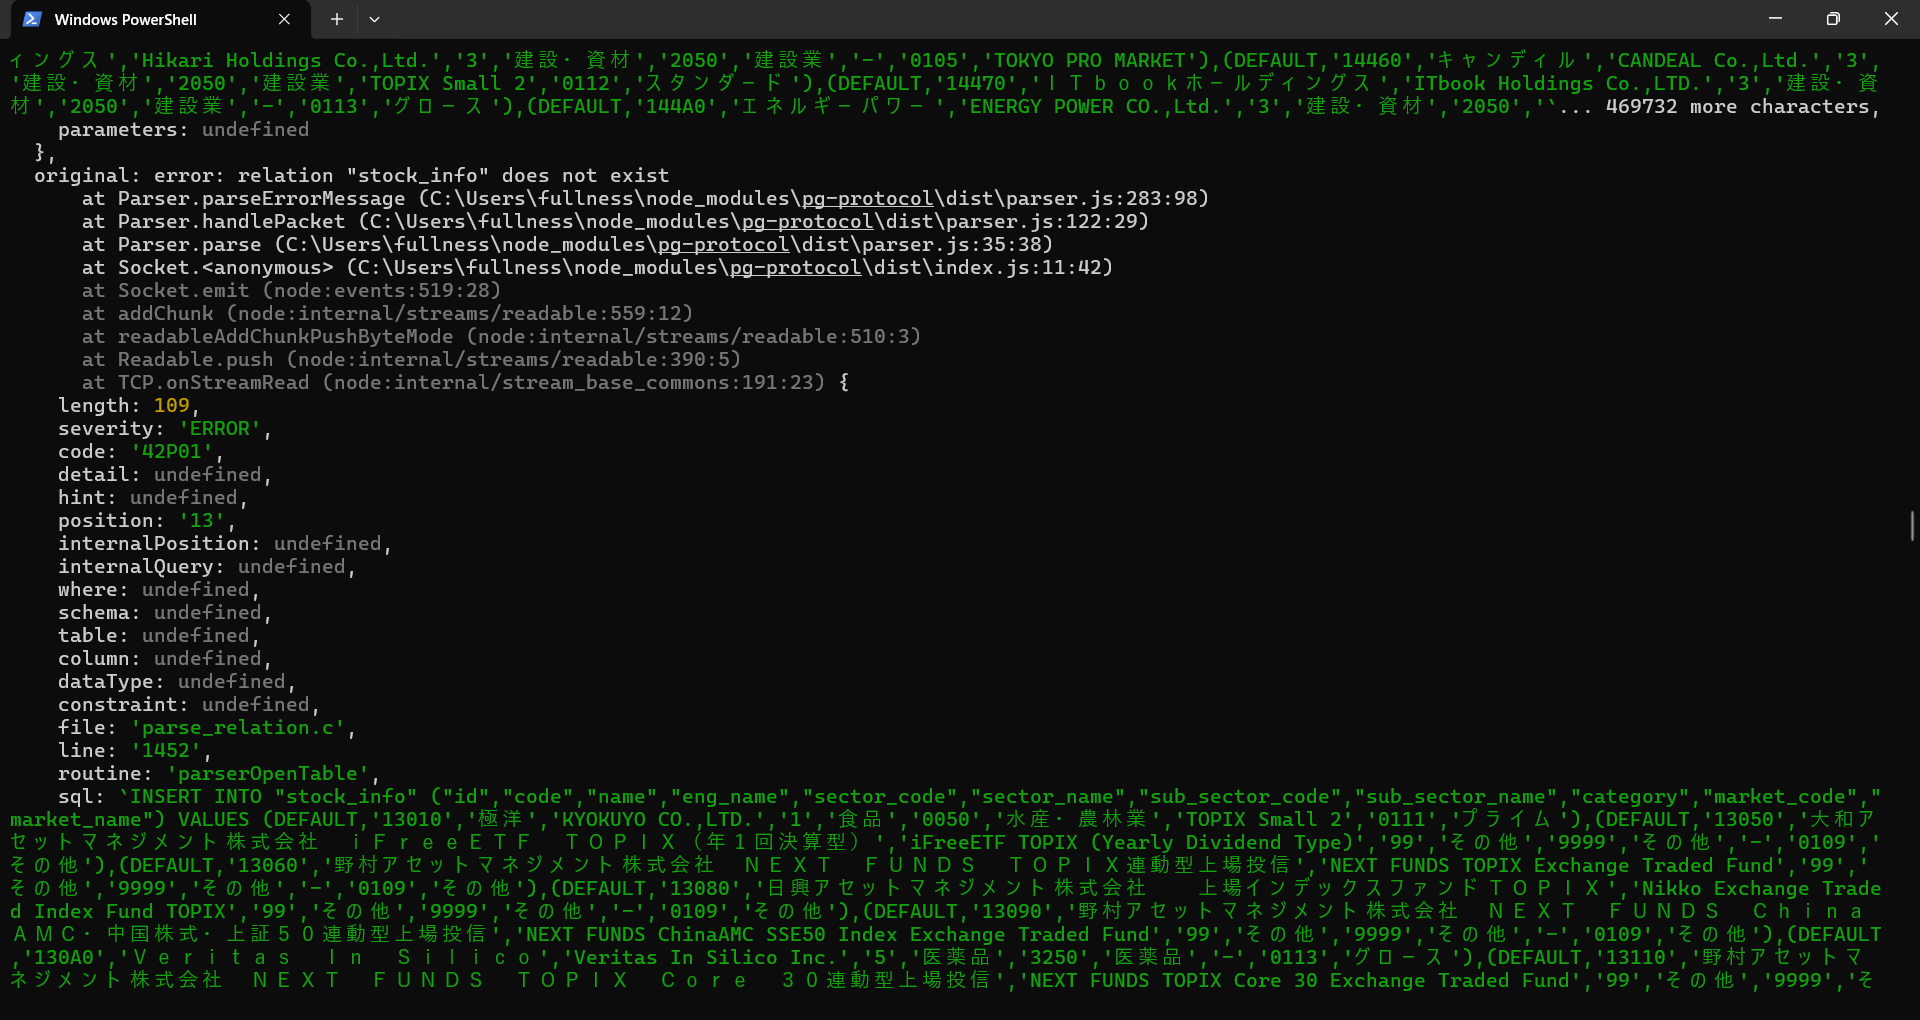 Windows PowerShell
ィングス','Hikari Holdings Co.,Ltd.','3','建設・資材','2050','建設業','-','0105','TOKYO PRO MARKET'),(DEFAULT,'14460','キャンディル','CANDEAL Co.,Ltd.','3',
'建設・資材','2050','建設業','TOPIX Small 2','0112','スタンダード'),(DEFAULT,'14470','ＩＴｂｏｏｋホールディングス','ITbook Holdings Co.,LTD.','3','建設・資
材','2050','建設業','-','0113','グロース'),(DEFAULT,'144A0','エネルギーパワー','ENERGY POWER CO.,Ltd.','3','建設・資材','2050','`... 469732 more characters,
parameters: undefined
},
original: error: relation "stock_info" does not exist
at Parser.parseErrorMessage (C:\Users\fullness\node_modules\pg-protocol\dist\parser.js:283:98)
at Parser.handlePacket (C:\Users\fullness\node_modules\pg-protocol\dist\parser.js:122:29)
at Parser.parse (C:\Users\fullness\node_modules\pg-protocol\dist\parser.js:35:38)
at Socket.<anonymous> (C:\Users\fullness\node_modules\pg-protocol\dist\index.js:11:42)
at Socket.emit (node:events:519:28)
at addChunk (node:internal/streams/readable:559:12)
at readableAddChunkPushByteMode (node:internal/streams/readable:510:3)
at Readable.push (node:internal/streams/readable:390:5)
at TCP.onStreamRead (node:internal/stream_base_commons:191:23) {
length: 109,
severity: 'ERROR',
code: '42P01',
detail: undefined,
hint: undefined,
position: '13',
internalPosition: undefined,
internalQuery: undefined,
where: undefined,
schema: undefined,
table: undefined,
column: undefined,
dataType: undefined,
constraint: undefined,
file: 'parse_relation.c',
line: '1452',
routine: 'parserOpenTable',
sql: `INSERT INTO "stock_info" ("id","code","name","eng_name","sector_code","sector_name","sub_sector_code","sub_sector_name","category","market_code","
market_name") VALUES (DEFAULT,'13010','極洋','KYOKUYO CO.,LTD.','1','食品','0050','水産・農林業','TOPIX Small 2','0111','プライム'),(DEFAULT,'13050','大和ア
セットマネジメント株式会社　ｉＦｒｅｅＥＴＦ　ＴＯＰＩＸ（年１回決算型）','iFreeETF TOPIX (Yearly Dividend Type)','99','その他','9999','その他','-','0109','
その他'),(DEFAULT,'13060','野村アセットマネジメント株式会社　ＮＥＸＴ　ＦＵＮＤＳ　ＴＯＰＩＸ連動型上場投信','NEXT FUNDS TOPIX Exchange Traded Fund','99','
その他','9999','その他','-','0109','その他'),(DEFAULT,'13080','日興アセットマネジメント株式会社　　上場インデックスファンドＴＯＰＩＸ','Nikko Exchange Trade
d Index Fund TOPIX','99','その他','9999','その他','-','0109','その他'),(DEFAULT,'13090','野村アセットマネジメント株式会社　ＮＥＸＴ　ＦＵＮＤＳ　Ｃｈｉｎａ
ＡＭＣ・中国株式・上証５０連動型上場投信','NEXT FUNDS ChinaAMC SSE50 Index Exchange Traded Fund','99','その他','9999','その他','-','0109','その他'),(DEFAULT
,'130A0','Ｖｅｒｉｔａｓ　Ｉｎ　Ｓｉｌｉｃｏ','Veritas In Silico Inc.','5','医薬品','3250','医薬品','-','0113','グロース'),(DEFAULT,'13110','野村アセットマ
ネジメント株式会社　ＮＥＸＴ　ＦＵＮＤＳ　ＴＯＰＩＸ　Ｃｏｒｅ　３０連動型上場投信','NEXT FUNDS TOPIX Core 30 Exchange Traded Fund','99','その他','9999','そ